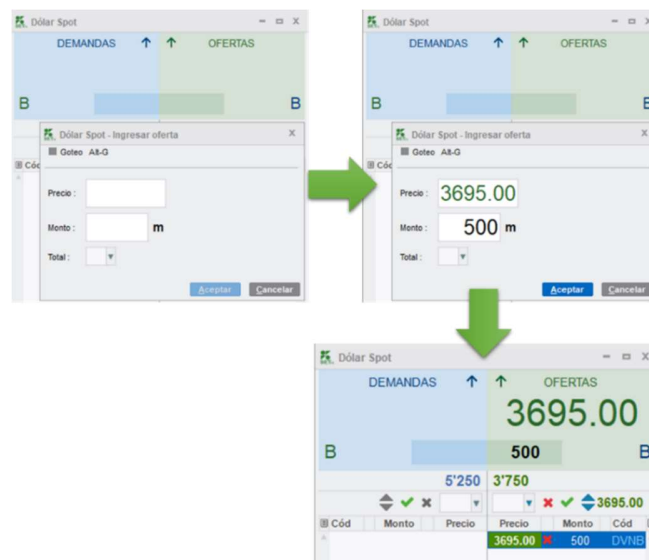 Dólar Spot
DEMANDAS OFERTAS
B B
Dólar Spot - Ingresar oferta
Goteo Alt-G
Cóc
Precio :
Monto : m
Total :
Aceptar Cancelar
Dólar Spot
DEMANDAS OFERTAS
B
Dólar Spot - Ingresar oferta
Goteo Alt-G
Cóc
Precio : 3695.00
Monto : 500 m
Total :
Aceptar Cancelar
Dólar Spot
DEMANDAS OFERTAS
3695.00
B 500 B
5'250 3'750
3695.00
Cód Monto Precio Precio Monto Cód
3695.00 500 DVNB